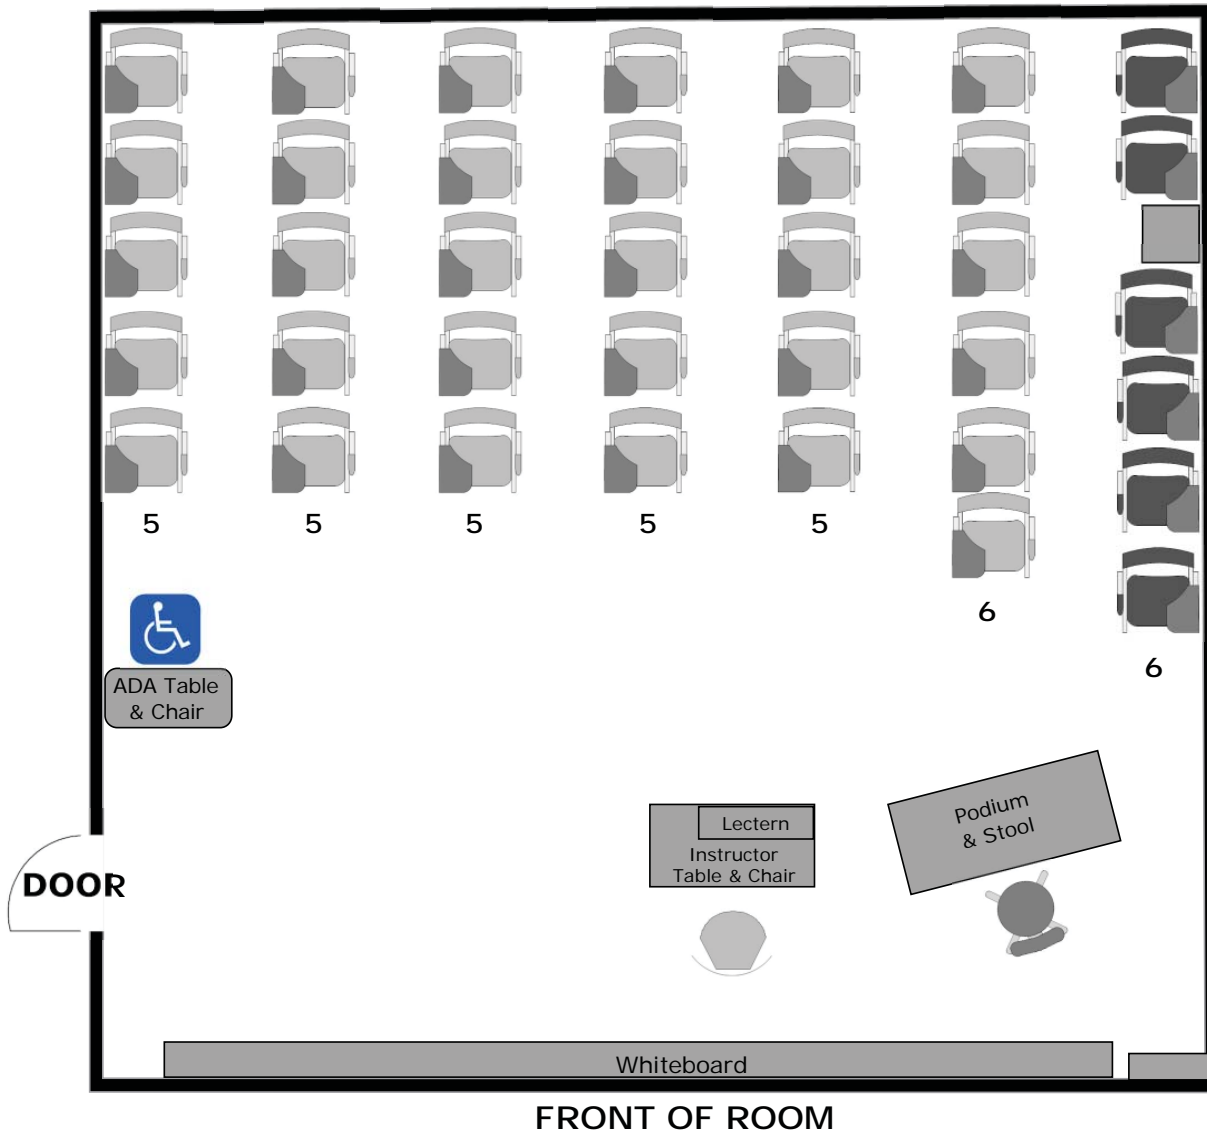 5
5
5
5
5
6
6
ADA Table
& Chair
Podium
& Stool
Lectern
Instructor
Table & Chair
DOOR
Whiteboard
FRONT OF ROOM